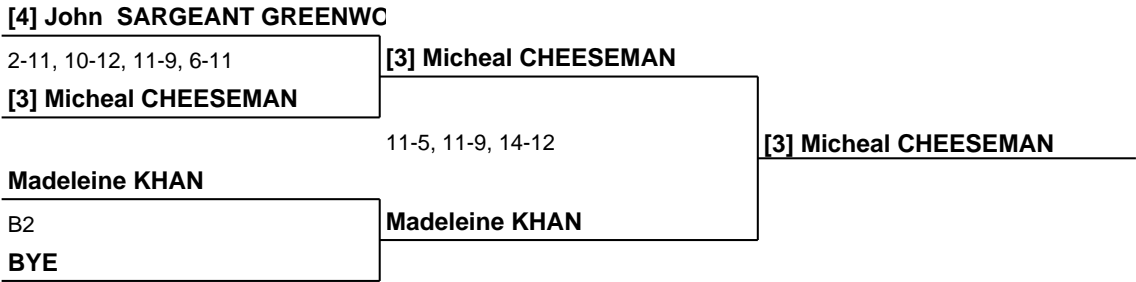 [4] John  SARGEANT GREENWO
2-11, 10-12, 11-9, 6-11
[3] Micheal CHEESEMAN
[3] Micheal CHEESEMAN
11-5, 11-9, 14-12
[3] Micheal CHEESEMAN
Madeleine KHAN
B2
Madeleine KHAN
BYE